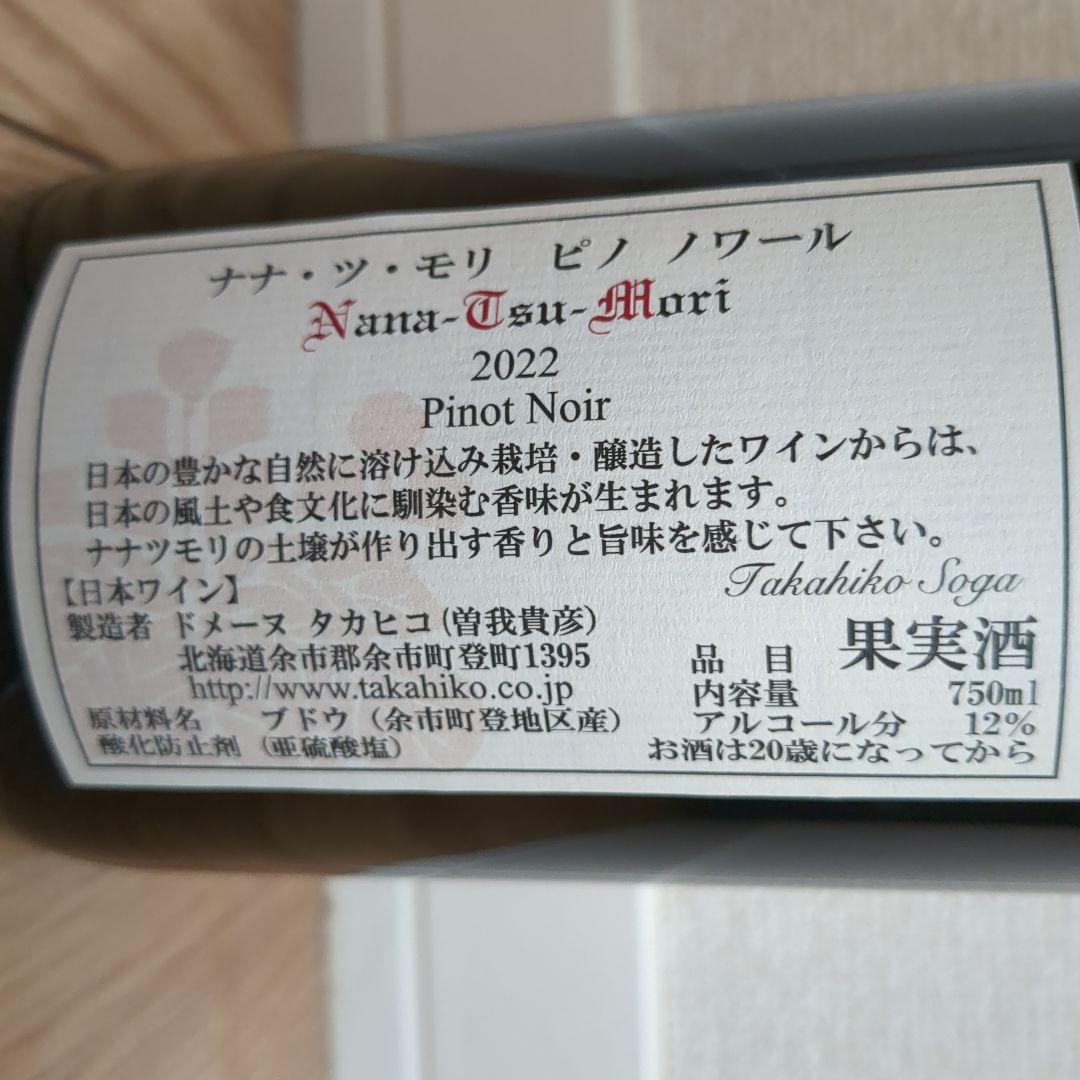 ナナ・ツ・モリ ピノ ノワール
Nana-Tsu-Mori
2022
Pinot Noir
日本の豊かな自然に溶け込み栽培・醸造したワインからは、
日本の風土や食文化に馴染む香味が生まれます。
ナナツモリの土壌が作り出す香りと旨味を感じて下さい。
Takahiko Soga
【日本ワイン】
製造者 ドメーヌ タカヒコ(曽我貴彦)
北海道余市郡余市町登町1395
http://www.takahiko.co.jp
原材料名 ブドウ（余市町登地区産）
酸化防止剤（亜硫酸塩）
品目 果実酒
内容量 750ml
アルコール分 12%
お酒は20歳になってから